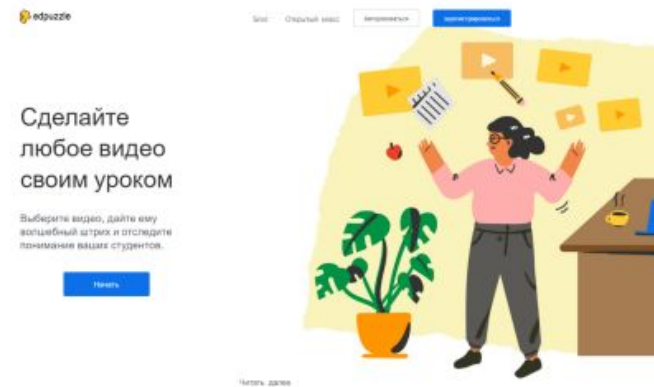 edpuzzle
Блог Открытый класс Авторизоваться зарегистрироваться
Сделайте
любое видео
своим уроком
Выберите видео, дайте ему
волшебный штрих и отследите
понимание ваших студентов.
Начать
Читать далее